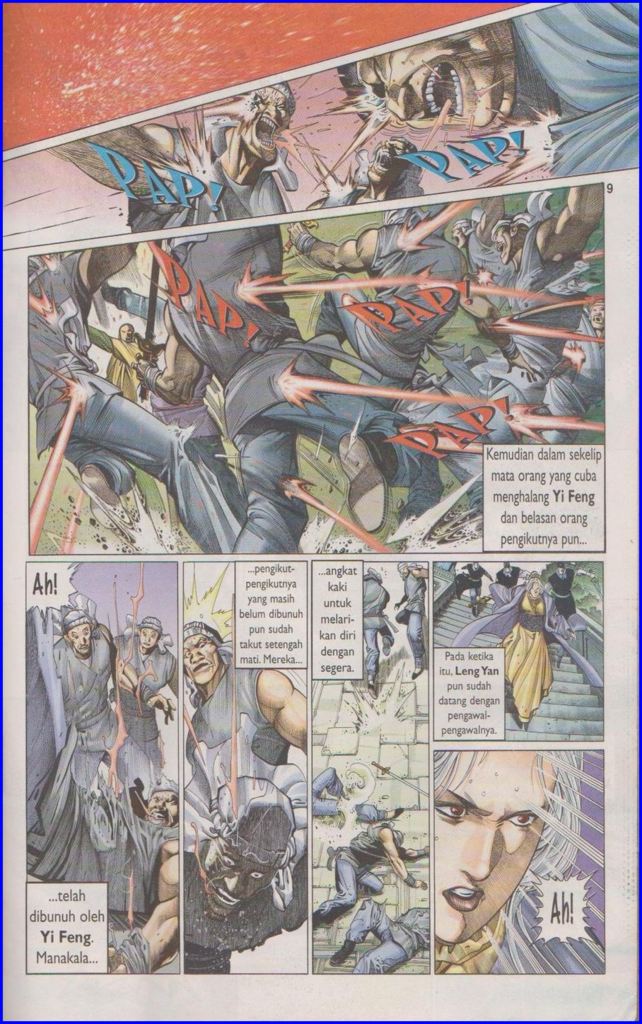 PAP!
PAP!
9
PAP!
PAP!
PAP!
Kemudian dalam sekelip
mata orang yang cuba
menghalang Yi Feng
dan belasan orang
pengikutnya pun...
Ah!
...telah
dibunuh oleh
Yi Feng.
Manakala...
...pengikut-
pengikutnya
yang masih
belum dibunuh
pun sudah
takut setengah
mati. Mereka...
...angkat
kaki
untuk
melari-
kan diri
dengan
segera.
Pada ketika
itu, Leng Yan
pun sudah
datang dengan
pengawal-
pengawalnya.
Ah!